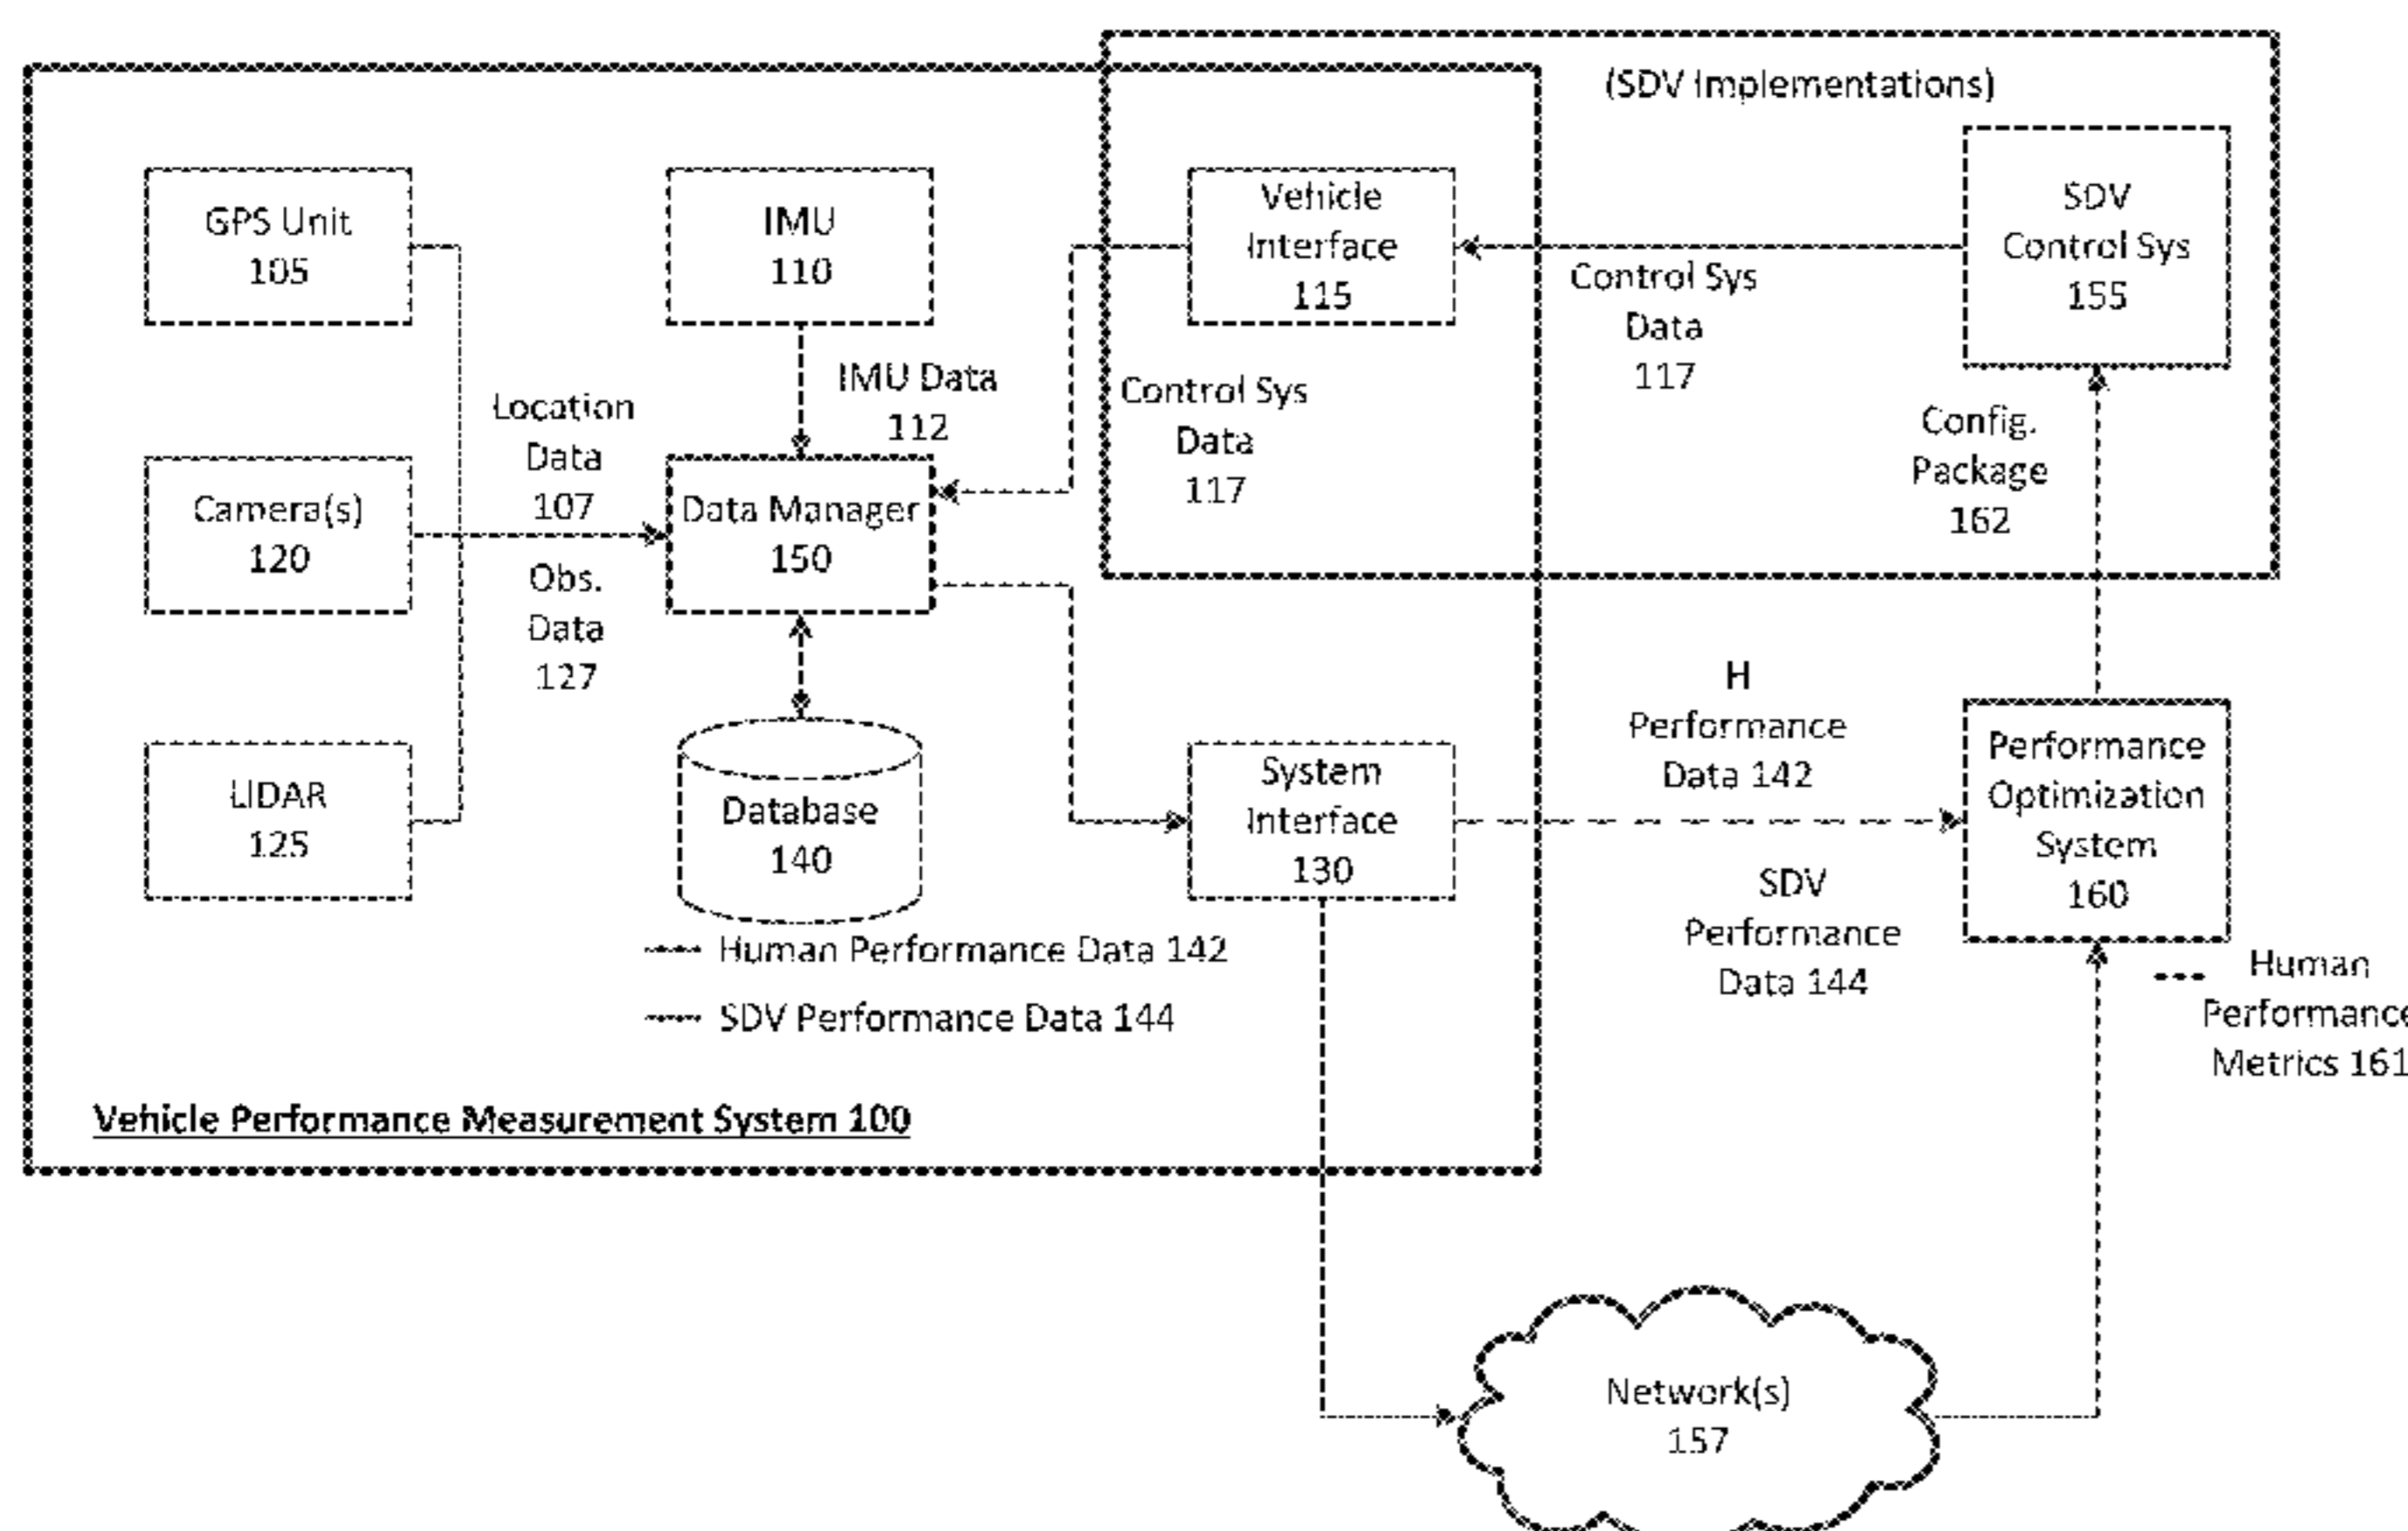 (SDV Implementations)
GPS Unit
105
IMU
110
Vehicle
Interface
115
SDV
Control Sys
155
Control Sys
Data
117
IMU Data
112
Control Sys
Data
117
Config.
Package
162
Location
Data
107
Camera(s)
120
Data Manager
150
Obs.
Data
127
LIDAR
125
Database
140
System
Interface
130
H
Performance
Data 142
SDV
Performance
Data 144
Performance
Optimization
System
160
Human Performance Data 142
SDV Performance Data 144
Human
Performance
Metrics 161
Vehicle Performance Measurement System 100
Network(s)
157